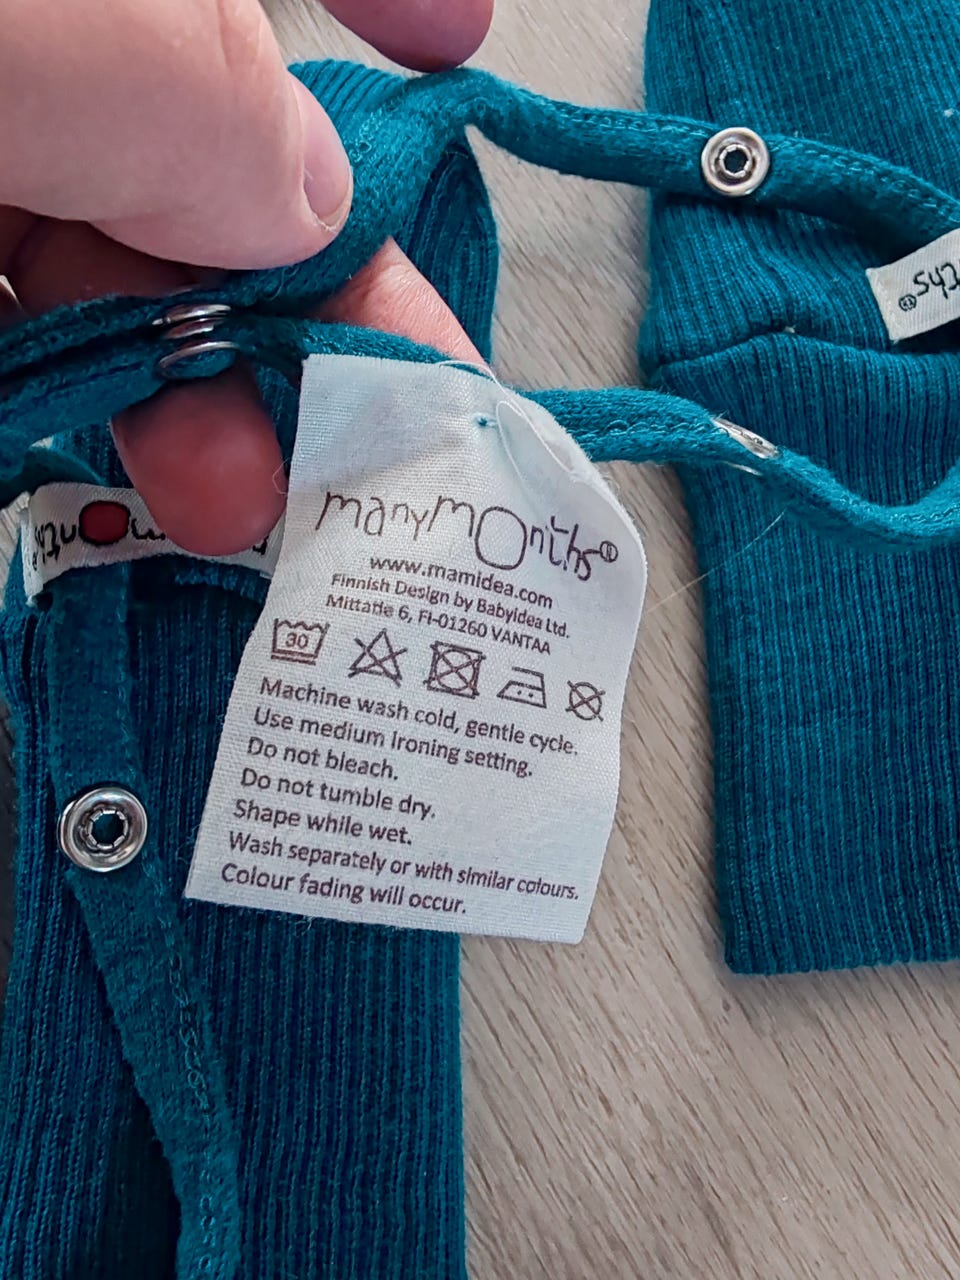 manymOnths®
www.mamidea.com
Finnish Design by Babyidea Ltd.
Mittatie 6, FI-01260 VANTAA
30
Machine wash cold, gentle cycle.
Use medium Ironing setting.
Do not bleach.
Do not tumble dry.
Shape while wet.
Wash separately or with similar colours.
Colour fading will occur.
ths®